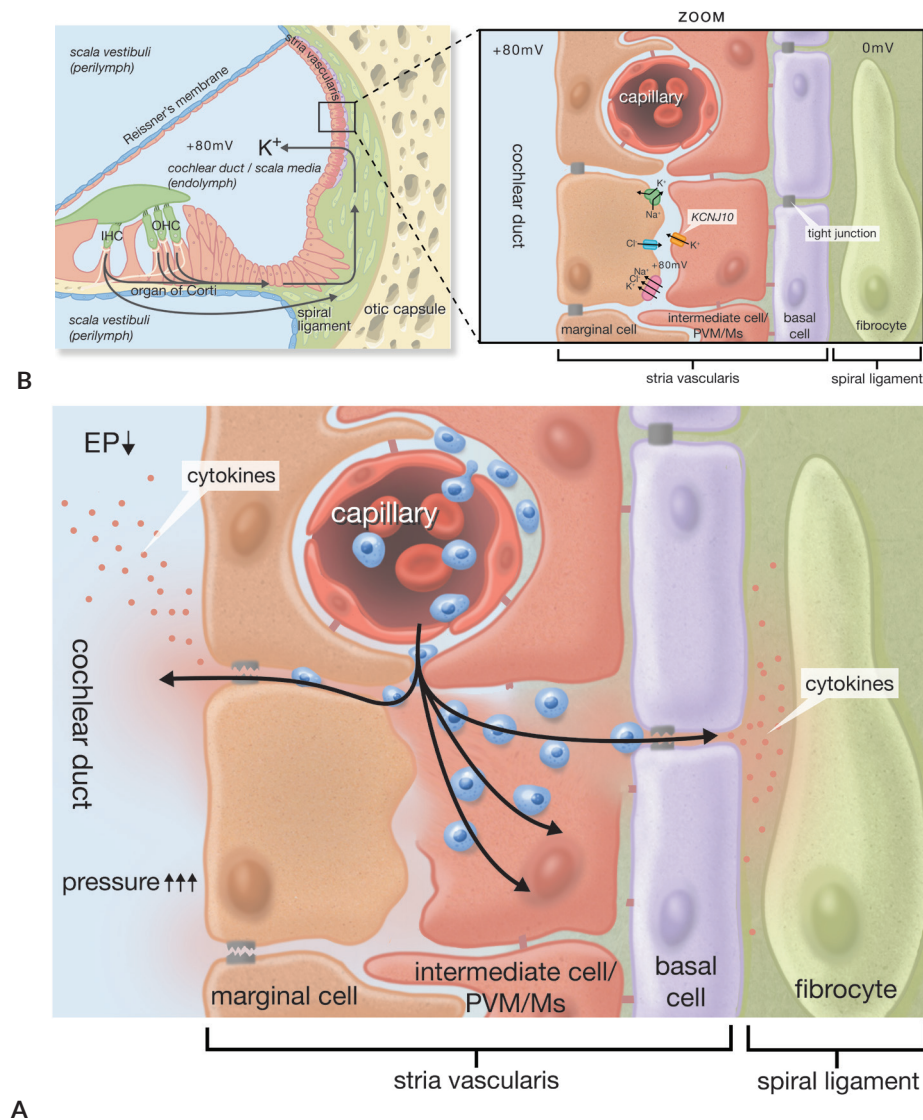 ZOOM
scala vestibuli
(perilymph)
Reissner's membrane
stria vascularis
+80mV
K+
cochlear duct / scala media
(endolymph)
IHC
OHC
organ of Corti
scala vestibuli
(perilymph)
spiral
ligament
otic capsule
+80mV
0mV
capillary
cochlear duct
K+
Na+
KCNJ10
Cl-
K+
+80mV
Na+
Cl-
K+
tight junction
marginal cell
intermediate cell/
PVM/Ms
basal
cell
fibrocyte
stria vascularis
spiral ligament
B
EP↓
cytokines
capillary
cochlear duct
cytokines
pressure ↑↑↑
marginal cell
intermediate cell/
PVM/Ms
basal
cell
fibrocyte
stria vascularis
spiral ligament
A